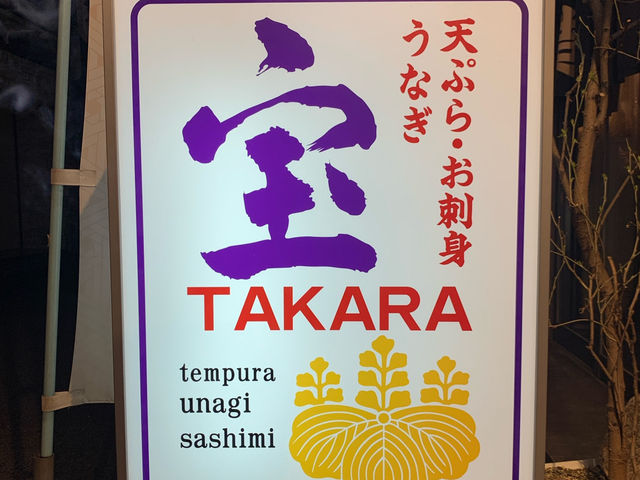 天ぷら・お刺身
うなぎ
宝
TAKARA
tempura
unagi
sashimi